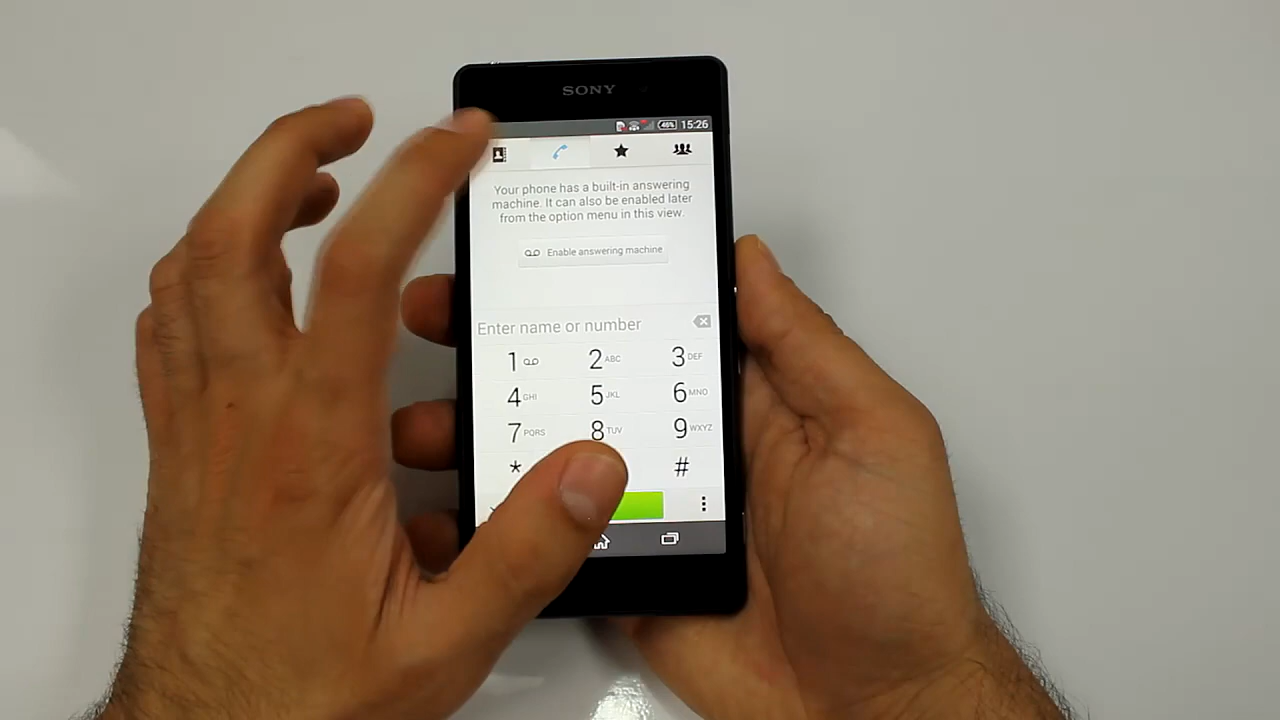 SONY
46% 15:26
Your phone has a built-in answering
machine. It can also be enabled later
from the option menu in this view.
Enable answering machine
Enter name or number
1 2 ABC 3 DEF
4 GHI 5 JKL 6 MNO
7 PQRS 8 TUV 9 WXYZ
* #